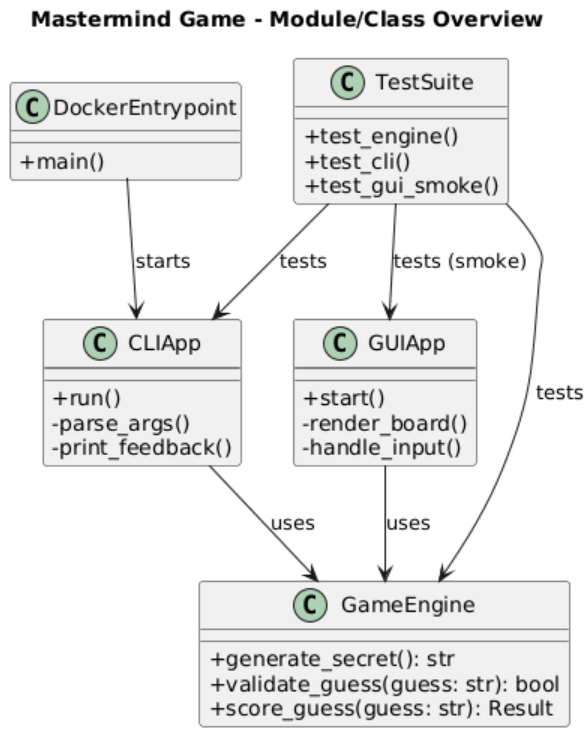 Mastermind Game - Module/Class Overview
C DockerEntrypoint
+main()
C TestSuite
+test_engine()
+test_cli()
+test_gui_smoke()
starts
tests
tests (smoke)
tests
C CLIApp
+run()
-parse_args()
-print_feedback()
C GUIApp
+start()
-render_board()
-handle_input()
uses
uses
C GameEngine
+generate_secret(): str
+validate_guess(guess: str): bool
+score_guess(guess: str): Result